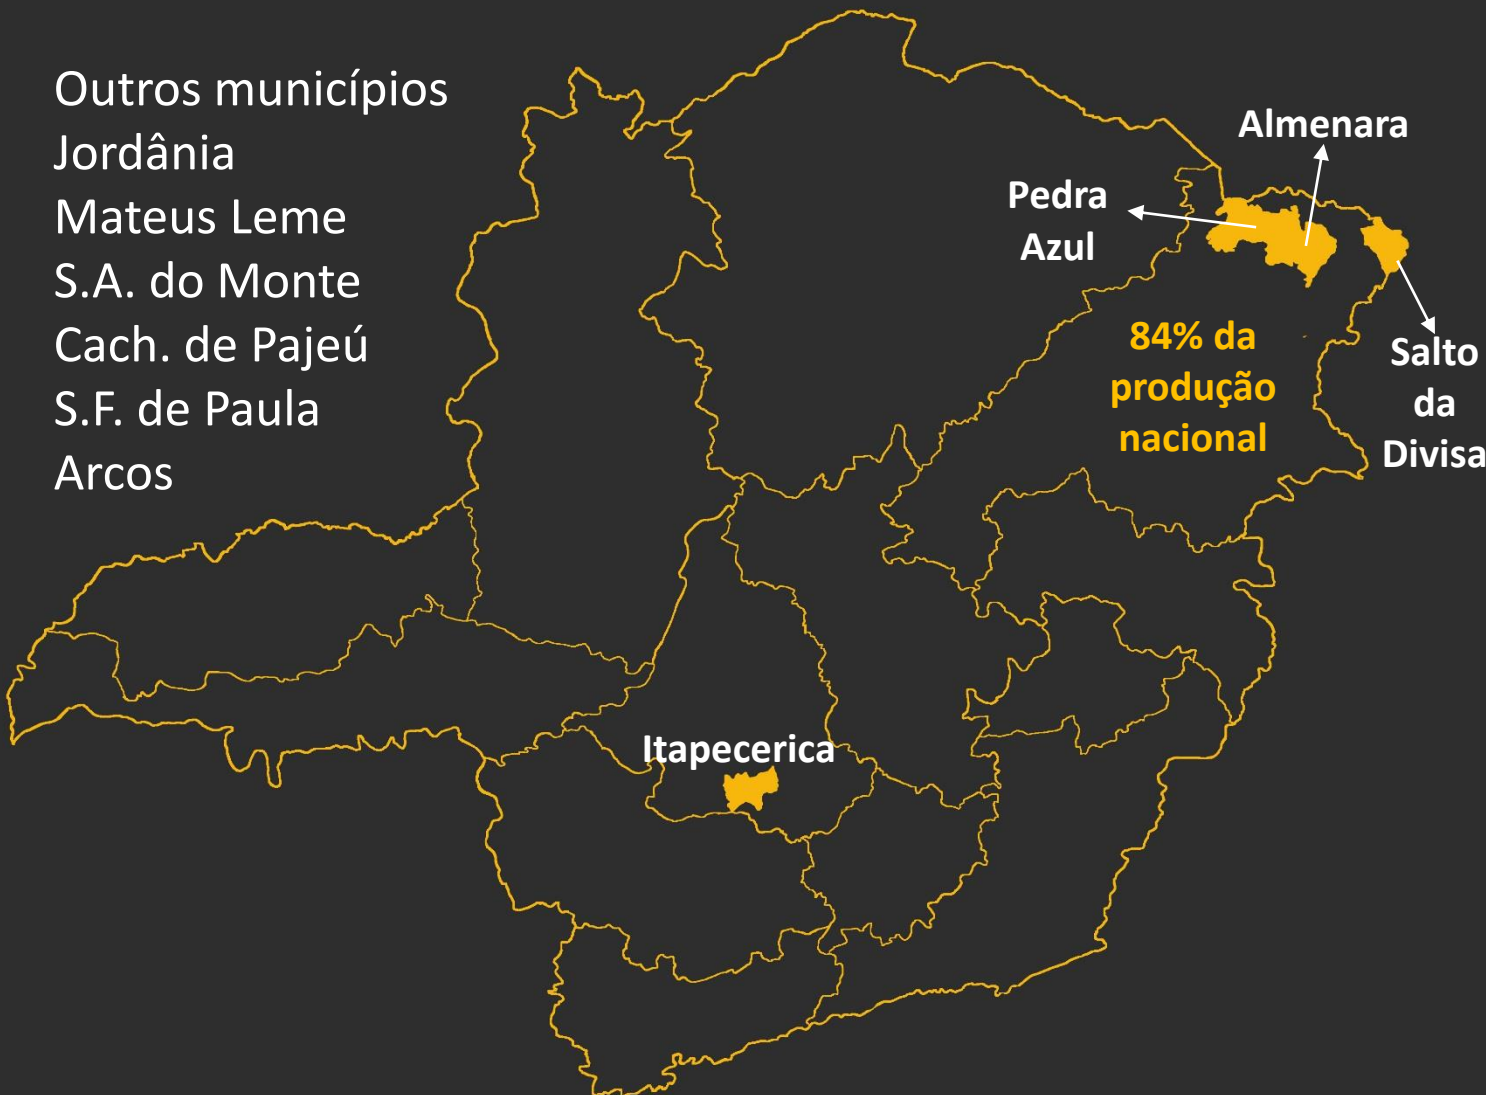 Outros municípios
Jordânia
Mateus Leme
S.A. do Monte
Cach. de Pajeú
S.F. de Paula
Arcos
Almenara
Pedra
Azul
84% da
produção
nacional
Salto
da
Divisa
Itapecerica